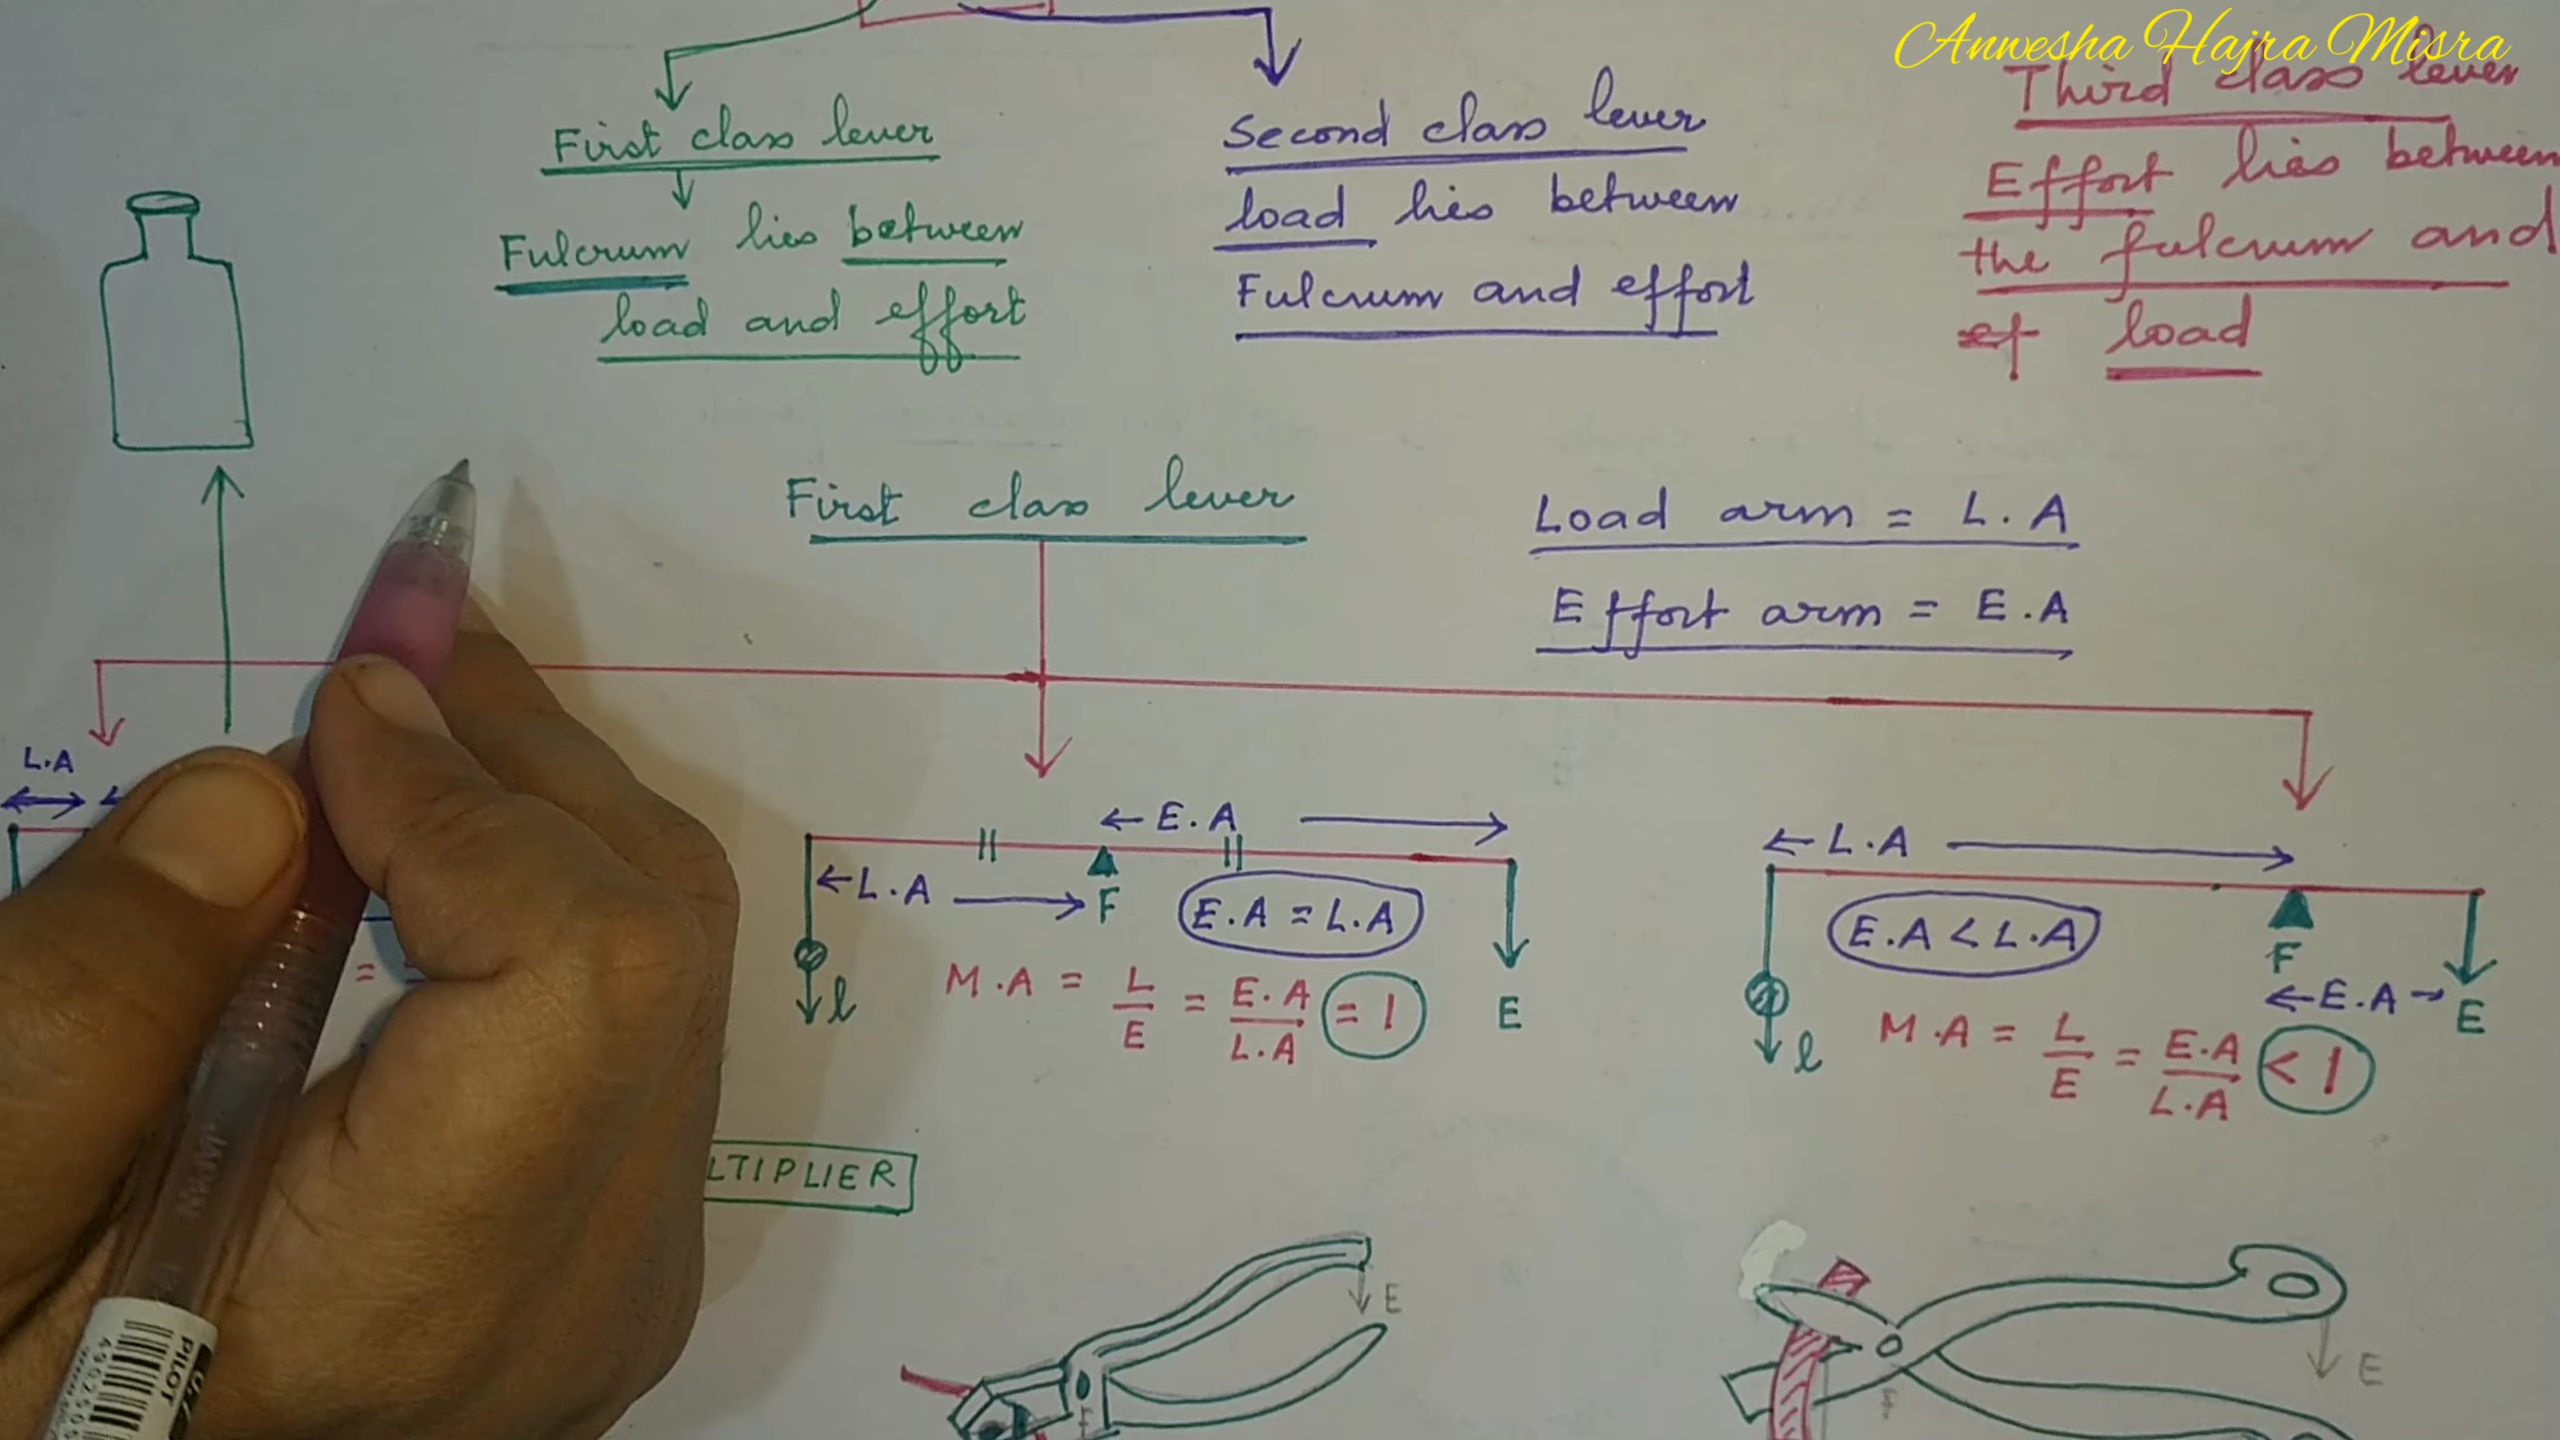 Anwesha Hajra Misra
First class lever
Fulcrum lies between
load and effort
Second class lever
load lies between
Fulcrum and effort
Third class lever
Effort lies between
the fulcrum and
load
First class lever
Load arm = L.A
Effort arm = E.A
L.A
=
← E.A →
← L.A →
F
E.A = L.A
l
M.A = L/E = E.A/L.A = 1
E
← L.A →
E.A < L.A
F
← E.A →
E
l
M.A = L/E = E.A/L.A < 1
LTIPLIER
E
F
E
F
PILOT